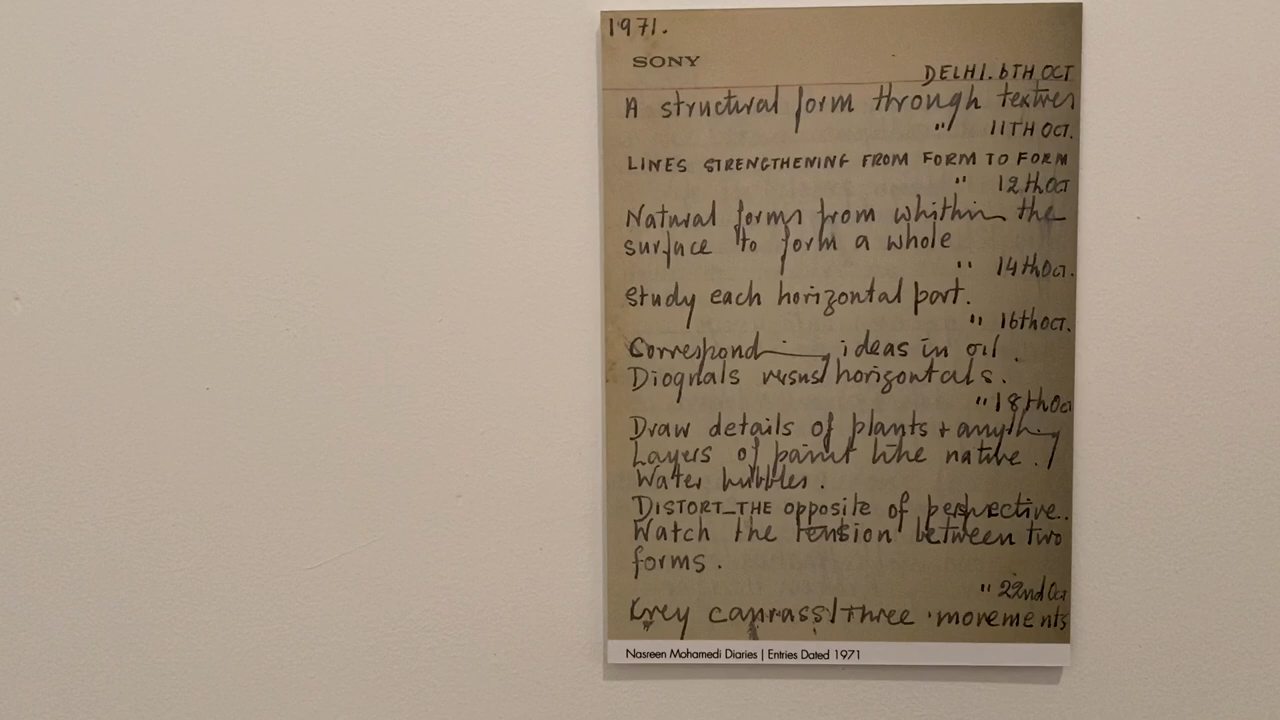 1971.
SONY
DELHI. 6TH OCT
A structural form through textures
" 11TH OCT.
LINES STRENGTHENING FROM FORM TO FORM
" 12th OCT
Natural forms from whithin the
surface to form a whole
" 14th OCT.
Study each horizontal part.
" 16th OCT.
Corresponding ideas in oil.
Diognals versus horizontals.
" 18th Oct
Draw details of plants + anything
Layers of paint like native.
Water bubbles.
DISTORT_THE opposite of perspective.
Watch the tension between two
forms.
" 22nd Oct
Grey canvass/Three movements
Nasreen Mohamedi Diaries | Entries Dated 1971